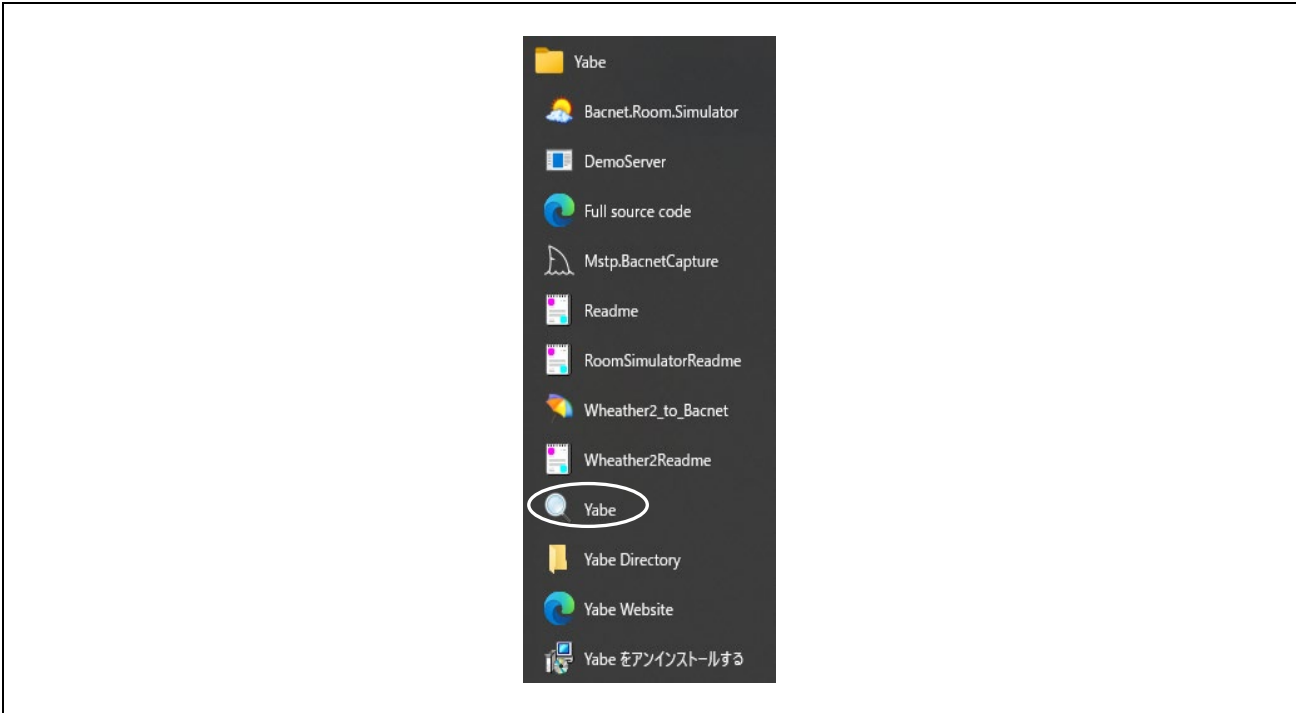 Yabe
Bacnet.Room.Simulator
DemoServer
Full source code
Mstp.BacnetCapture
Readme
RoomSimulatorReadme
Wheather2_to_Bacnet
Wheather2Readme
Yabe
Yabe Directory
Yabe Website
Yabe をアンインストールする